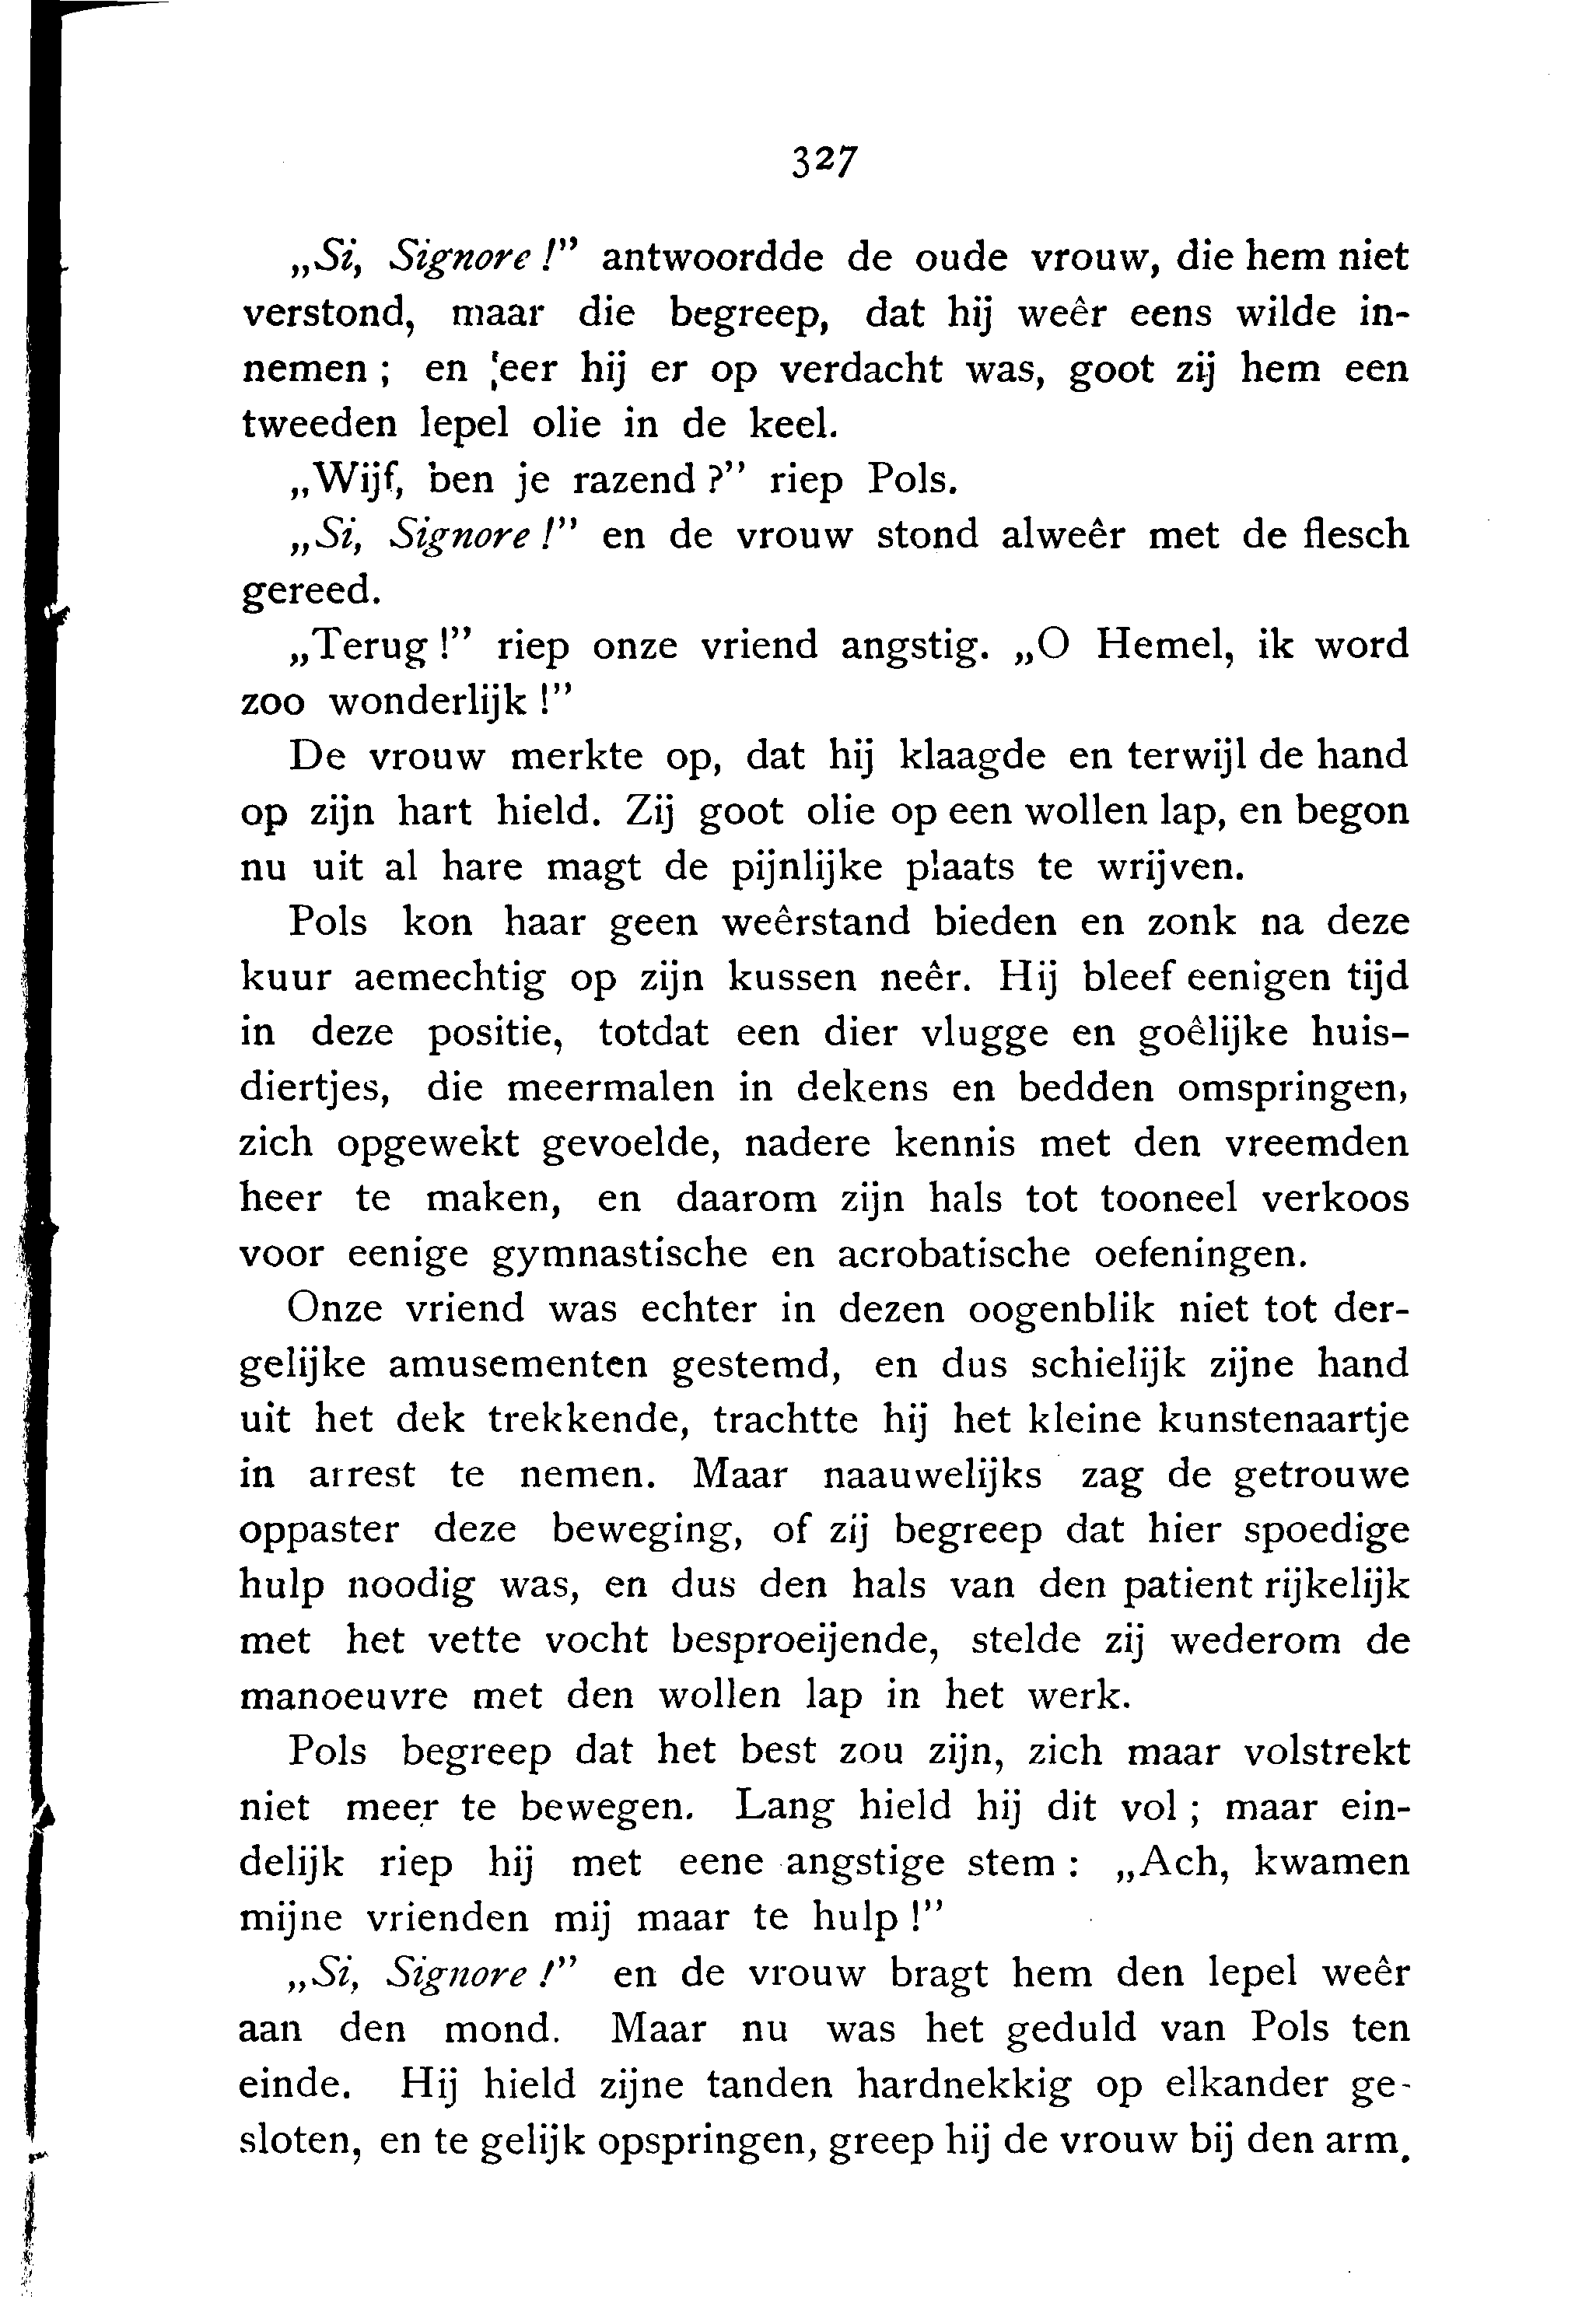 327
„Si, Signore!” antwoordde de oude vrouw, die hem niet
verstond, maar die begreep, dat hij weêr eens wilde in-
nemen; en eer hij er op verdacht was, goot zij hem een
tweeden lepel olie in de keel.
„Wijf, ben je razend?” riep Pols.
„Si, Signore!” en de vrouw stond alweêr met de flesch
gereed.
„Terug!” riep onze vriend angstig. „O Hemel, ik word
zoo wonderlijk!”
De vrouw merkte op, dat hij klaagde en terwijl de hand
op zijn hart hield. Zij goot olie op een wollen lap, en begon
nu uit al hare magt de pijnlijke plaats te wrijven.
Pols kon haar geen weêrstand bieden en zonk na deze
kuur aemechtig op zijn kussen neêr. Hij bleef eenigen tijd
in deze positie, totdat een dier vlugge en goêlijke huis-
diertjes, die meermalen in dekens en bedden omspringen,
zich opgewekt gevoelde, nadere kennis met den vreemden
heer te maken, en daarom zijn hals tot tooneel verkoos
voor eenige gymnastische en acrobatische oefeningen.
Onze vriend was echter in dezen oogenblik niet tot der-
gelijke amusementen gestemd, en dus schielijk zijne hand
uit het dek trekkende, trachtte hij het kleine kunstenaartje
in arrest te nemen. Maar naauwelijks zag de getrouwe
oppaster deze beweging, of zij begreep dat hier spoedige
hulp noodig was, en dus den hals van den patient rijkelijk
met het vette vocht besproeijende, stelde zij wederom de
manoeuvre met den wollen lap in het werk.
Pols begreep dat het best zou zijn, zich maar volstrekt
niet meer te bewegen. Lang hield hij dit vol; maar ein-
delijk riep hij met eene angstige stem: „Ach, kwamen
mijne vrienden mij maar te hulp!”
„Si, Signore!” en de vrouw bragt hem den lepel weêr
aan den mond. Maar nu was het geduld van Pols ten
einde. Hij hield zijne tanden hardnekkig op elkander ge-
sloten, en te gelijk opspringen, greep hij de vrouw bij den arm.